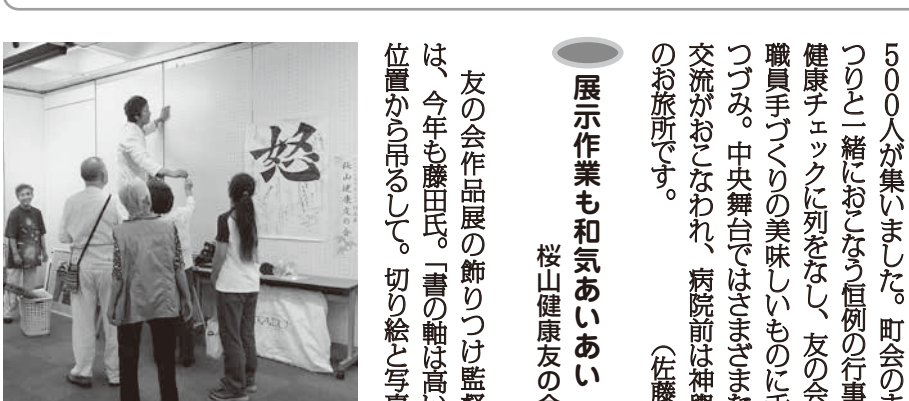 500人が集いました。町会のま
つりと一緒におこなう恒例の行事
健康チェックに列をなし、友の会
職員手づくりの美味しいものに舌
つづみ。中央舞台ではさまざまな
交流がおこなわれ、病院前は神輿
のお旅所です。 (佐藤
展示作業も和気あいあい
桜山健康友の会
友の会作品展の飾りつけ監督
は、今年も藤田氏。「書の軸は高い
位置から吊るして。切り絵と写真
怒
桜山健康友の会